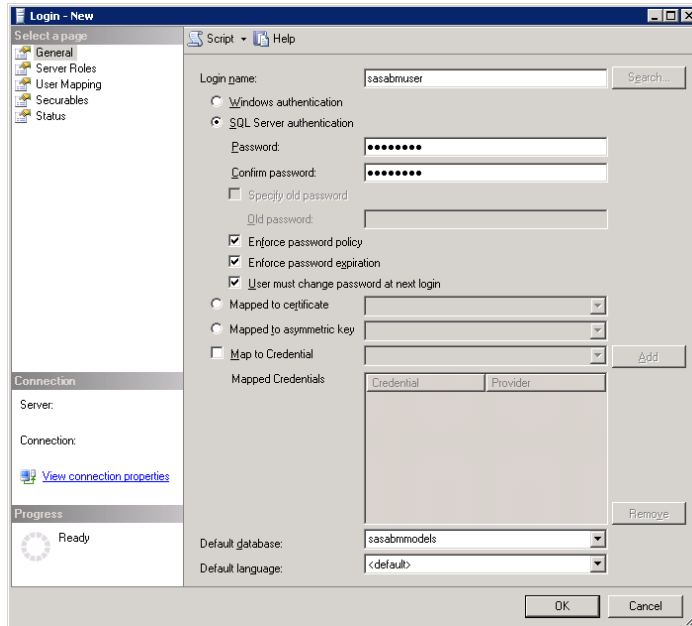 Login - New
Select a page
General
Server Roles
User Mapping
Securables
Status
Script
Help
Login name:
sasabmuser
Search...
Windows authentication
SQL Server authentication
Password:
●●●●●●●●
Confirm password:
●●●●●●●●
Specify old password
Old password:
Enforce password policy
Enforce password expiration
User must change password at next login
Mapped to certificate
Mapped to asymmetric key
Map to Credential
Add
Mapped Credentials
Credential
Provider
Remove
Default database:
sasabmmodels
Default language:
<default>
Connection
Server:
Connection:
View connection properties
Progress
Ready
OK
Cancel